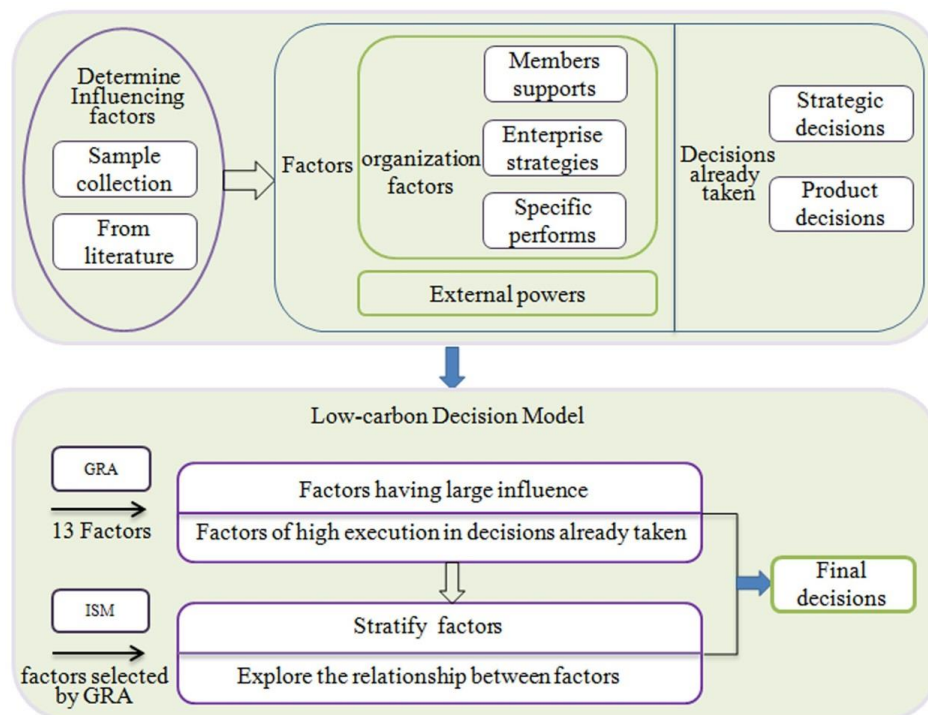 Determine
Influencing
factors
Sample
collection
From
literature
Factors
organization
factors
Members
supports
Enterprise
strategies
Specific
performs
External powers
Decisions
already
taken
Strategic
decisions
Product
decisions
Low-carbon Decision Model
GRA
13 Factors
Factors having large influence
Factors of high execution in decisions already taken
ISM
factors selected
by GRA
Stratify factors
Explore the relationship between factors
Final
decisions